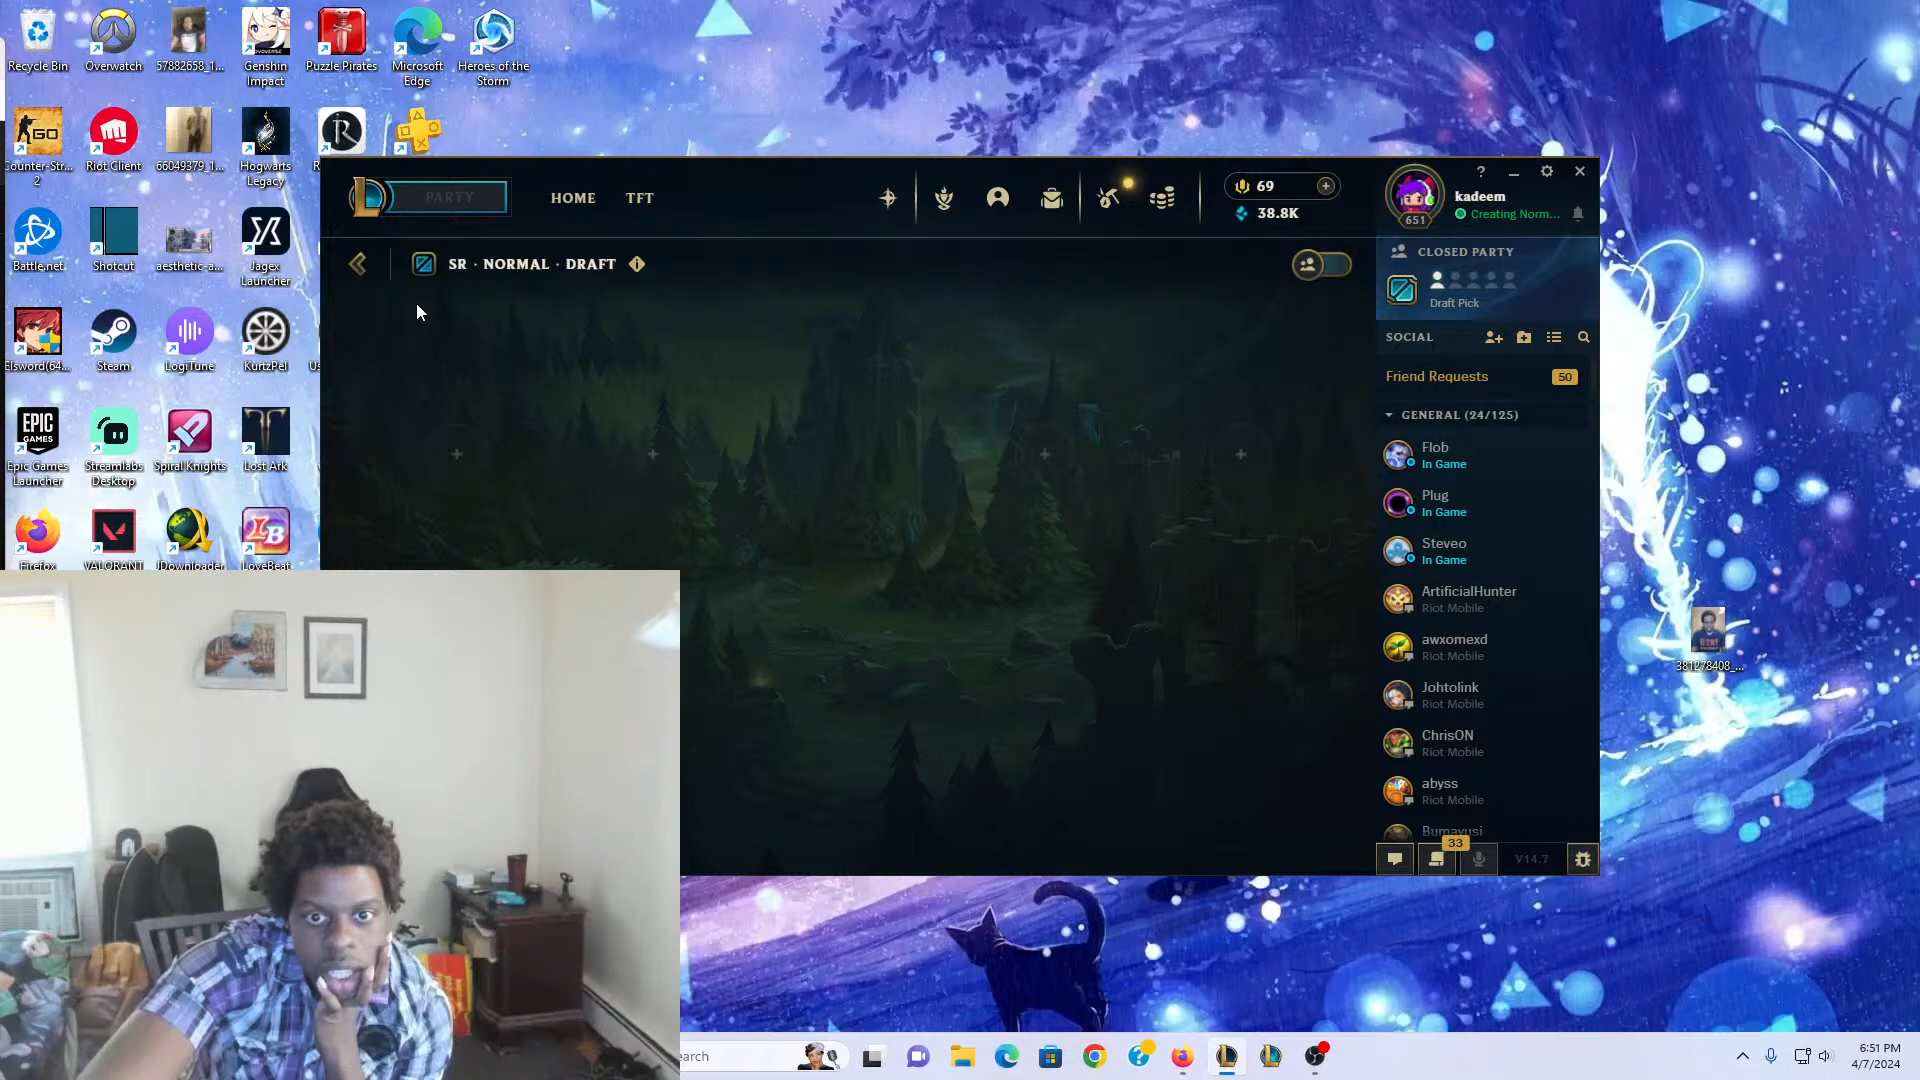 Recycle Bin
Overwatch
57882658_1...
Genshin
Impact
Puzzle Pirates
Microsoft
Edge
Heroes of the
Storm
GO
Counter-Str...
2
Riot Client
66049379_1...
Hogwarts
Legacy
Battle.net
Shotcut
aesthetic-a...
Jagex
Launcher
Elsword(64...
Steam
LogiTune
KurtzPel
EPIC
GAMES
Epic Games
Launcher
Streamlabs
Desktop
Spiral Knights
Lost Ark
Firefox
VALORANT
JDownloader
LoveBeat
PARTY
HOME
TFT
69
38.8K
651
kadeem
Creating Norm...
SR · NORMAL · DRAFT
CLOSED PARTY
Draft Pick
SOCIAL
Friend Requests
50
GENERAL (24/125)
Flob
In Game
Plug
In Game
Steveo
In Game
ArtificialHunter
Riot Mobile
awxomexd
Riot Mobile
Johtolink
Riot Mobile
ChrisON
Riot Mobile
abyss
Riot Mobile
Bumayusi
33
V14.7
381278408_...
earch
6:51 PM
4/7/2024